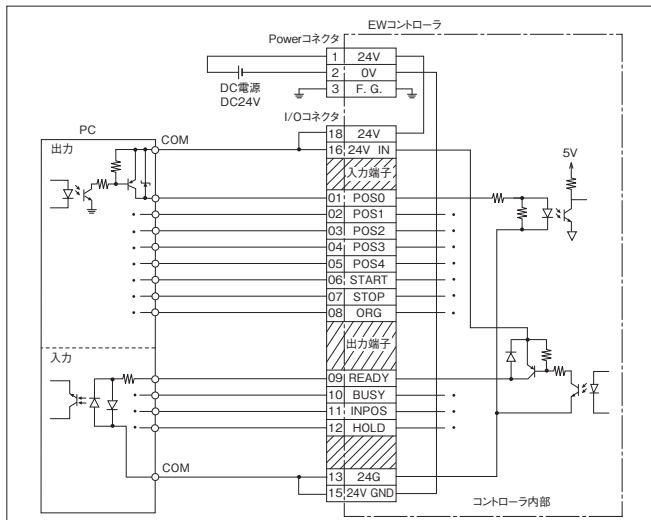 EWコントローラ
Powerコネクタ
1 24V
2 0V
3 F. G.
DC電源
DC24V
I/Oコネクタ
PC
COM
18 24V
出力
16 24V IN
5V
入力端子
01 POS0
02 POS1
03 POS2
04 POS3
05 POS4
06 START
07 STOP
08 ORG
出力端子
入力
09 READY
10 BUSY
11 INPOS
12 HOLD
COM
13 24G
15 24V GND
コントローラ内部